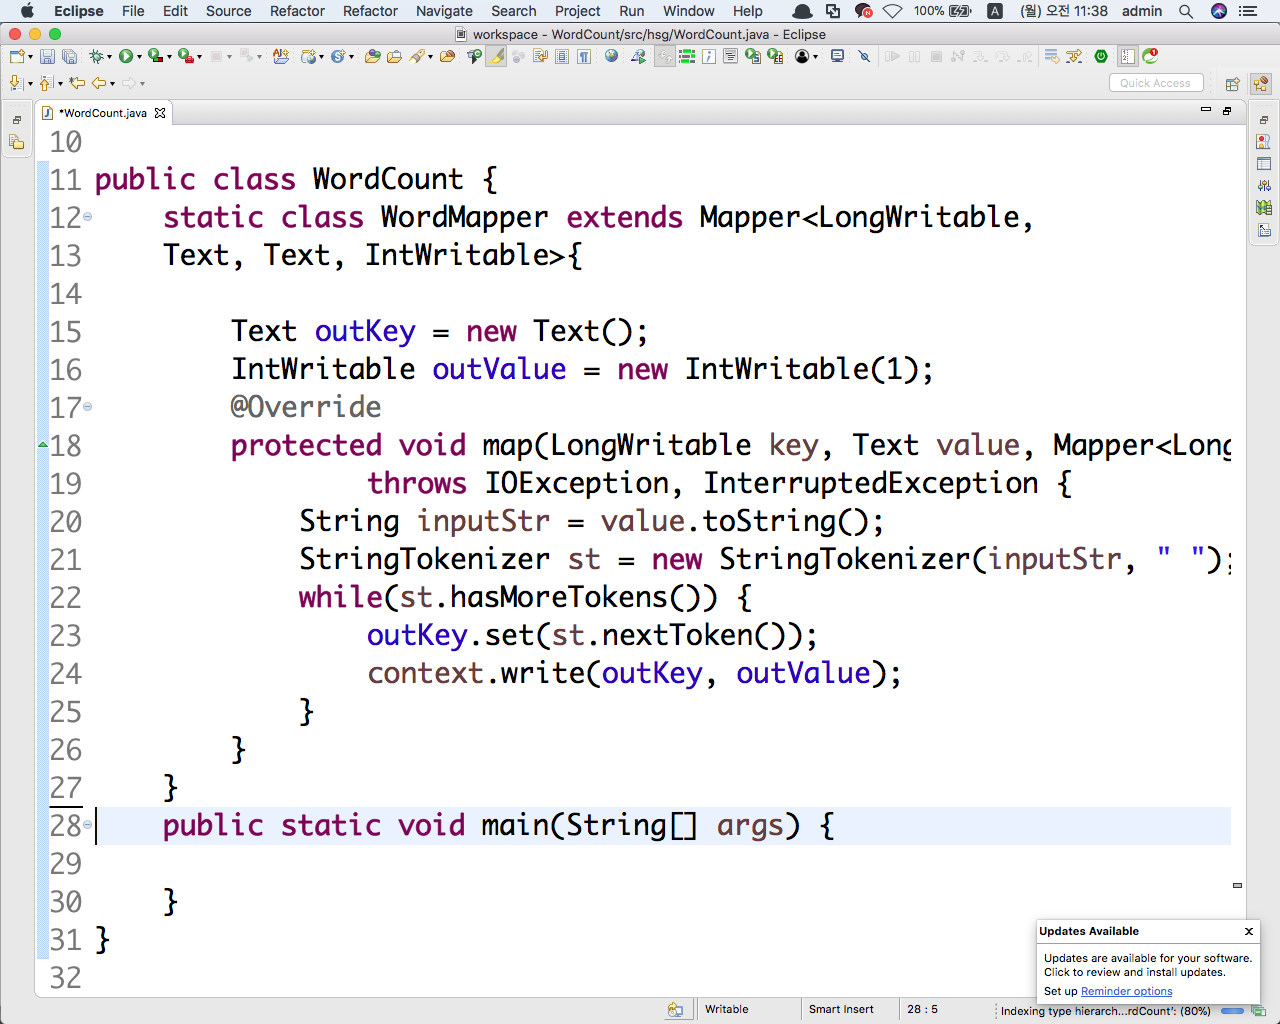 Eclipse File Edit Source Refactor Refactor Navigate Search Project Run Window Help 100% A (월) 오전 11:38 admin
workspace - WordCount/src/hsg/WordCount.java - Eclipse
Quick Access
*WordCount.java
10
11 public class WordCount {
12 static class WordMapper extends Mapper<LongWritable,
13 Text, Text, IntWritable>{
14
15 Text outKey = new Text();
16 IntWritable outValue = new IntWritable(1);
17 @Override
18 protected void map(LongWritable key, Text value, Mapper<Long
19 throws IOException, InterruptedException {
20 String inputStr = value.toString();
21 StringTokenizer st = new StringTokenizer(inputStr, " ");
22 while(st.hasMoreTokens()) {
23 outKey.set(st.nextToken());
24 context.write(outKey, outValue);
25 }
26 }
27 }
28 public static void main(String[] args) {
29
30 }
31 }
32
Updates Available
Updates are available for your software.
Click to review and install updates.
Set up Reminder options
Writable Smart Insert 28 : 5 Indexing type hierarch...rdCount': (80%)